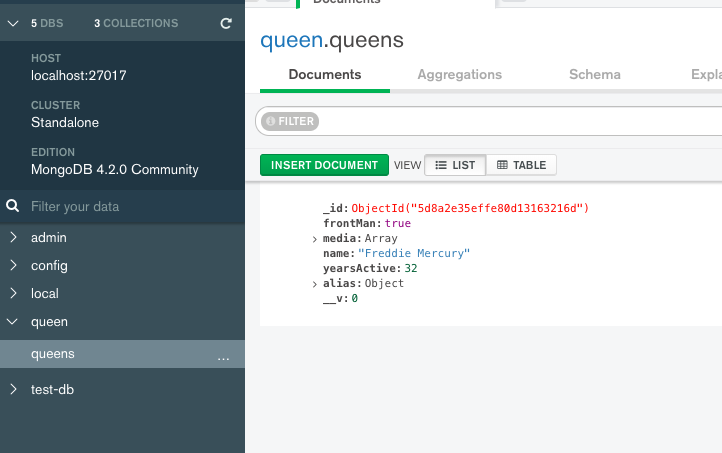 Documents
5 DBS 3 COLLECTIONS
HOST
localhost:27017
CLUSTER
Standalone
EDITION
MongoDB 4.2.0 Community
Filter your data
admin
config
local
queen
queens ...
test-db
queen.queens
Documents Aggregations Schema Expla
FILTER
INSERT DOCUMENT VIEW LIST TABLE
_id: ObjectId("5d8a2e35effe80d13163216d")
frontMan: true
media: Array
name: "Freddie Mercury"
yearsActive: 32
alias: Object
__v: 0